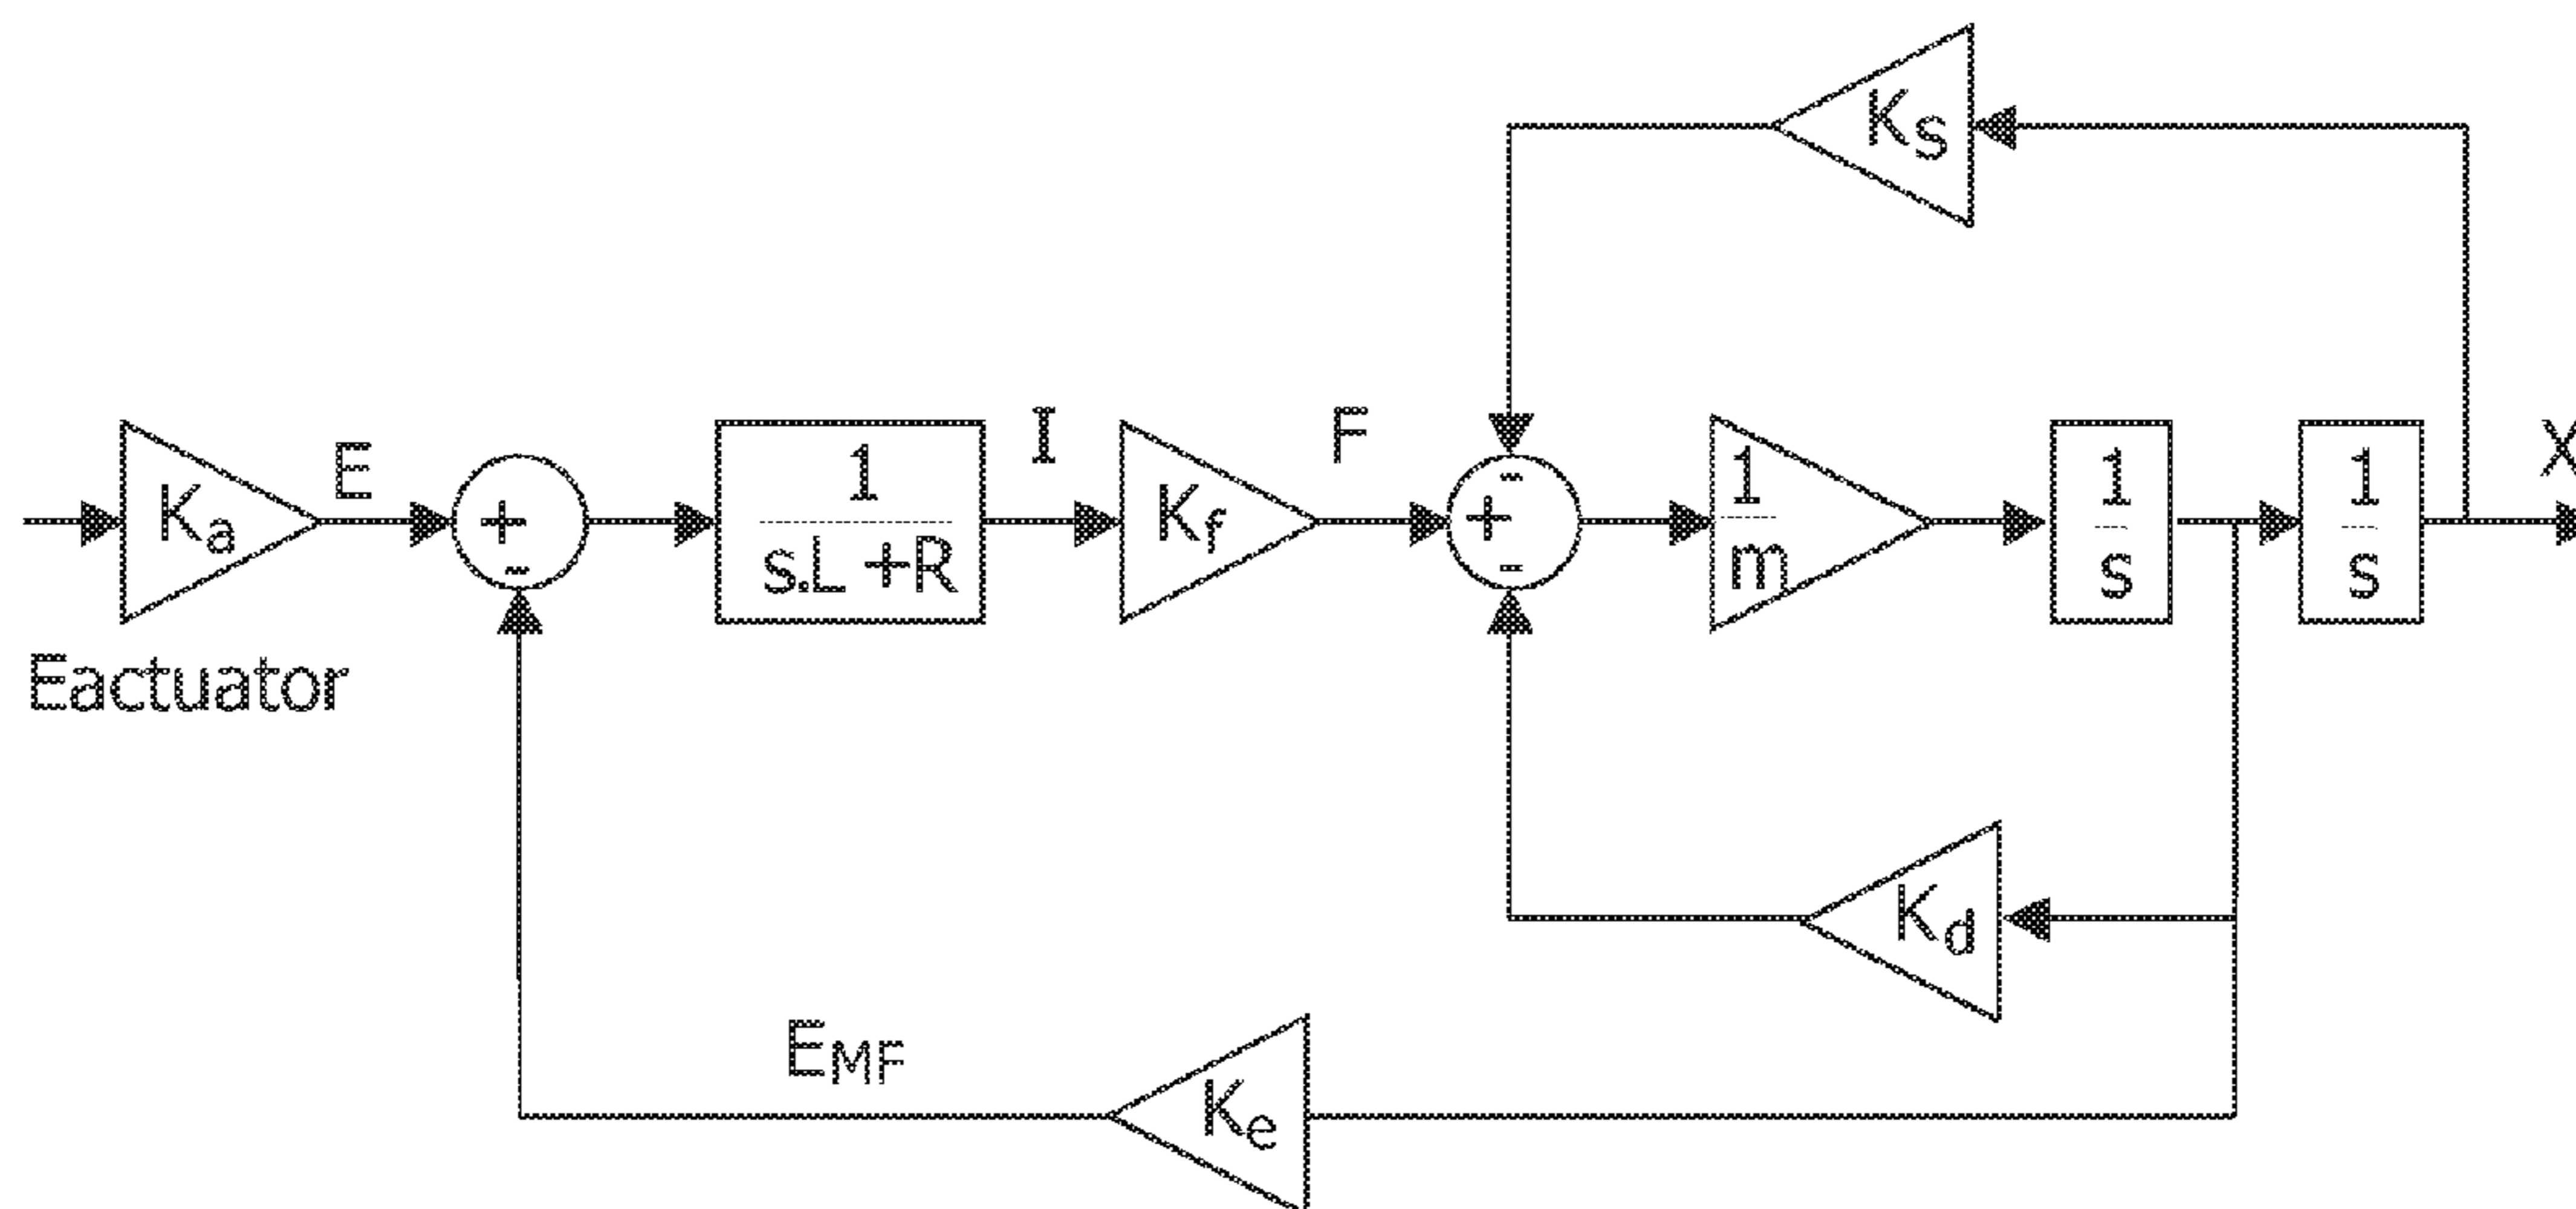 Ks
Ka
E
+
-
1
s.L +R
I
Kf
F
-
+
-
1
m
1
s
1
s
X
Eactuator
Kd
EMF
Ke